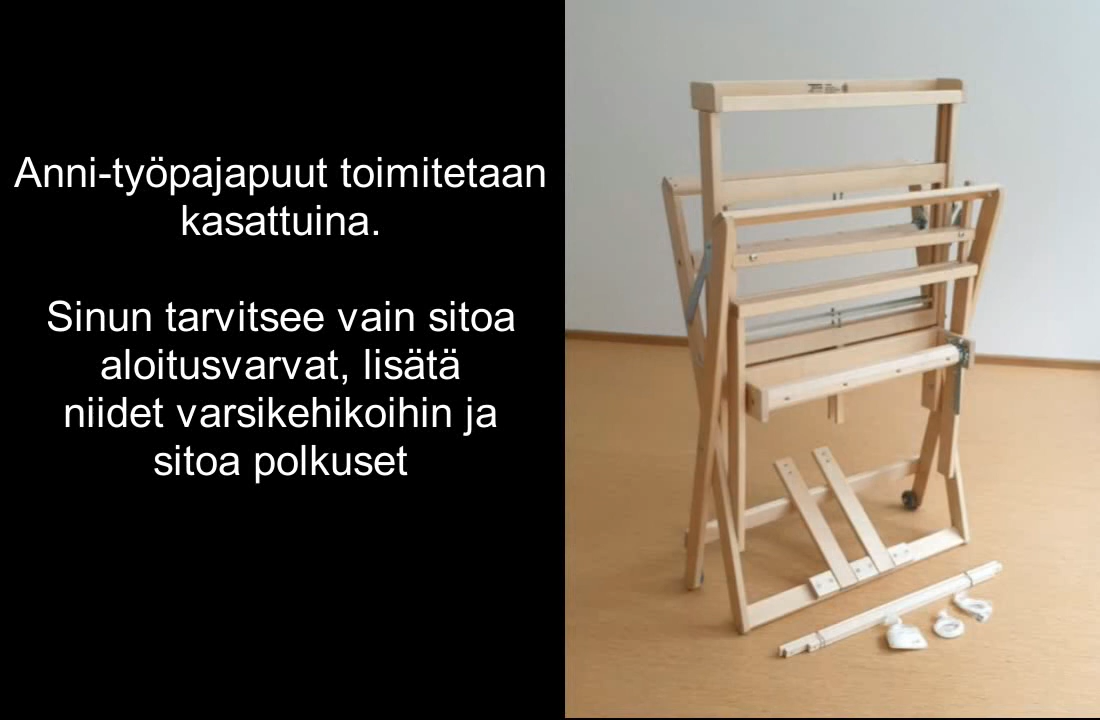 Anni-työpajapuut toimitetaan
kasattuina.
Sinun tarvitsee vain sitoa
aloitusvarvat, lisätä
niidet varsikehikoihin ja
sitoa polkuset